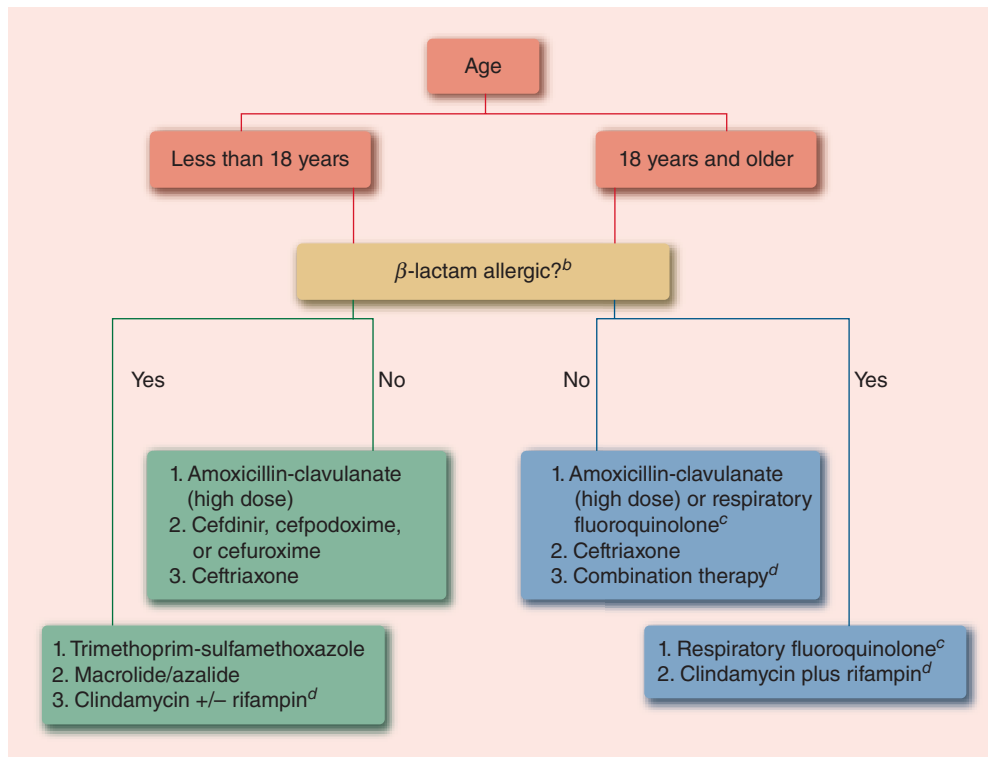 Age
Less than 18 years
18 years and older
β-lactam allergic?ᵇ
Yes
No
No
Yes
1. Amoxicillin-clavulanate
(high dose)
2. Cefdinir, cefpodoxime,
or cefuroxime
3. Ceftriaxone
1. Amoxicillin-clavulanate
(high dose) or respiratory
fluoroquinoloneᶜ
2. Ceftriaxone
3. Combination therapyᵈ
1. Trimethoprim-sulfamethoxazole
2. Macrolide/azalide
3. Clindamycin +/– rifampinᵈ
1. Respiratory fluoroquinoloneᶜ
2. Clindamycin plus rifampinᵈ